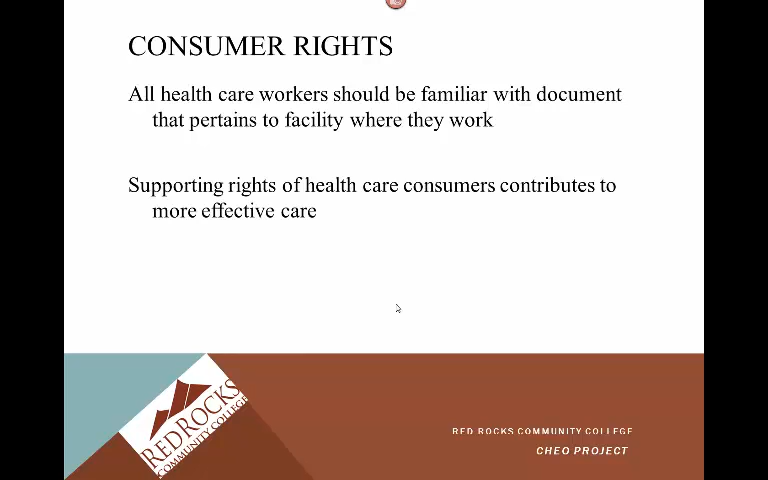 CONSUMER RIGHTS
All health care workers should be familiar with document
that pertains to facility where they work
Supporting rights of health care consumers contributes to
more effective care
RED ROCKS
COMMUNITY COLLEGE
RED ROCKS COMMUNITY COLLEGE
CHEO PROJECT